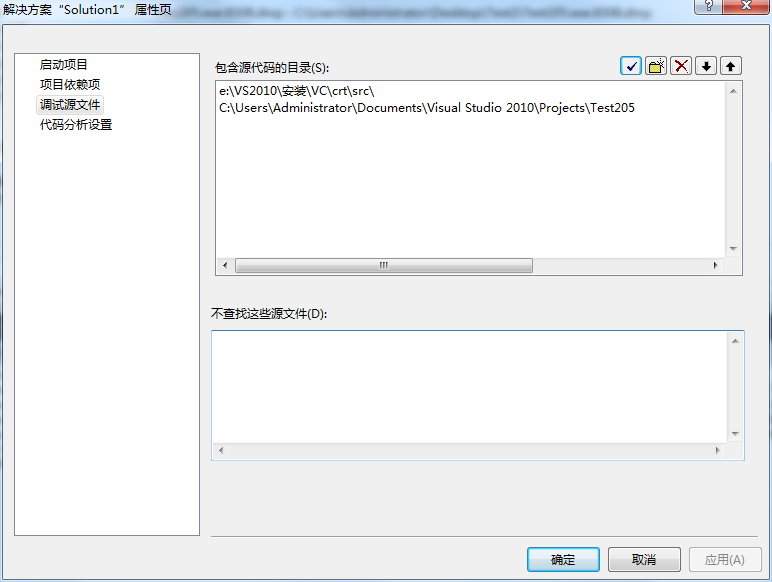 解决方案“Solution1” 属性页
启动项目
项目依赖项
调试源文件
代码分析设置
包含源代码的目录(S):
e:\VS2010\安装\VC\crt\src\
C:\Users\Administrator\Documents\Visual Studio 2010\Projects\Test205
不查找这些源文件(D):
确定
取消
应用(A)